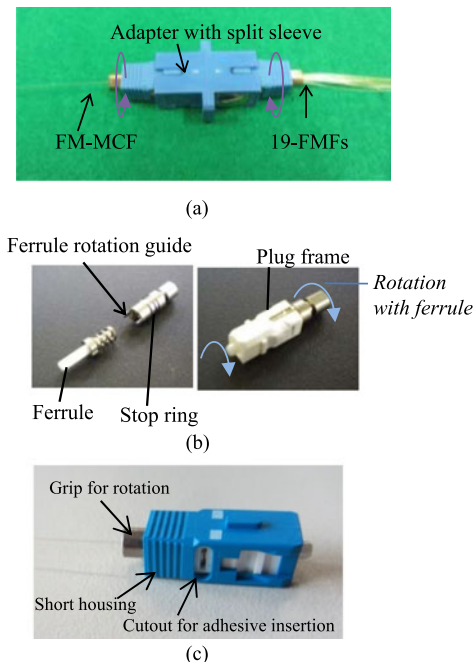 Adapter with split sleeve
FM-MCF
19-FMFs
(a)
Ferrule rotation guide
Plug frame
Rotation
with ferrule
Ferrule
Stop ring
(b)
Grip for rotation
Short housing
Cutout for adhesive insertion
(c)